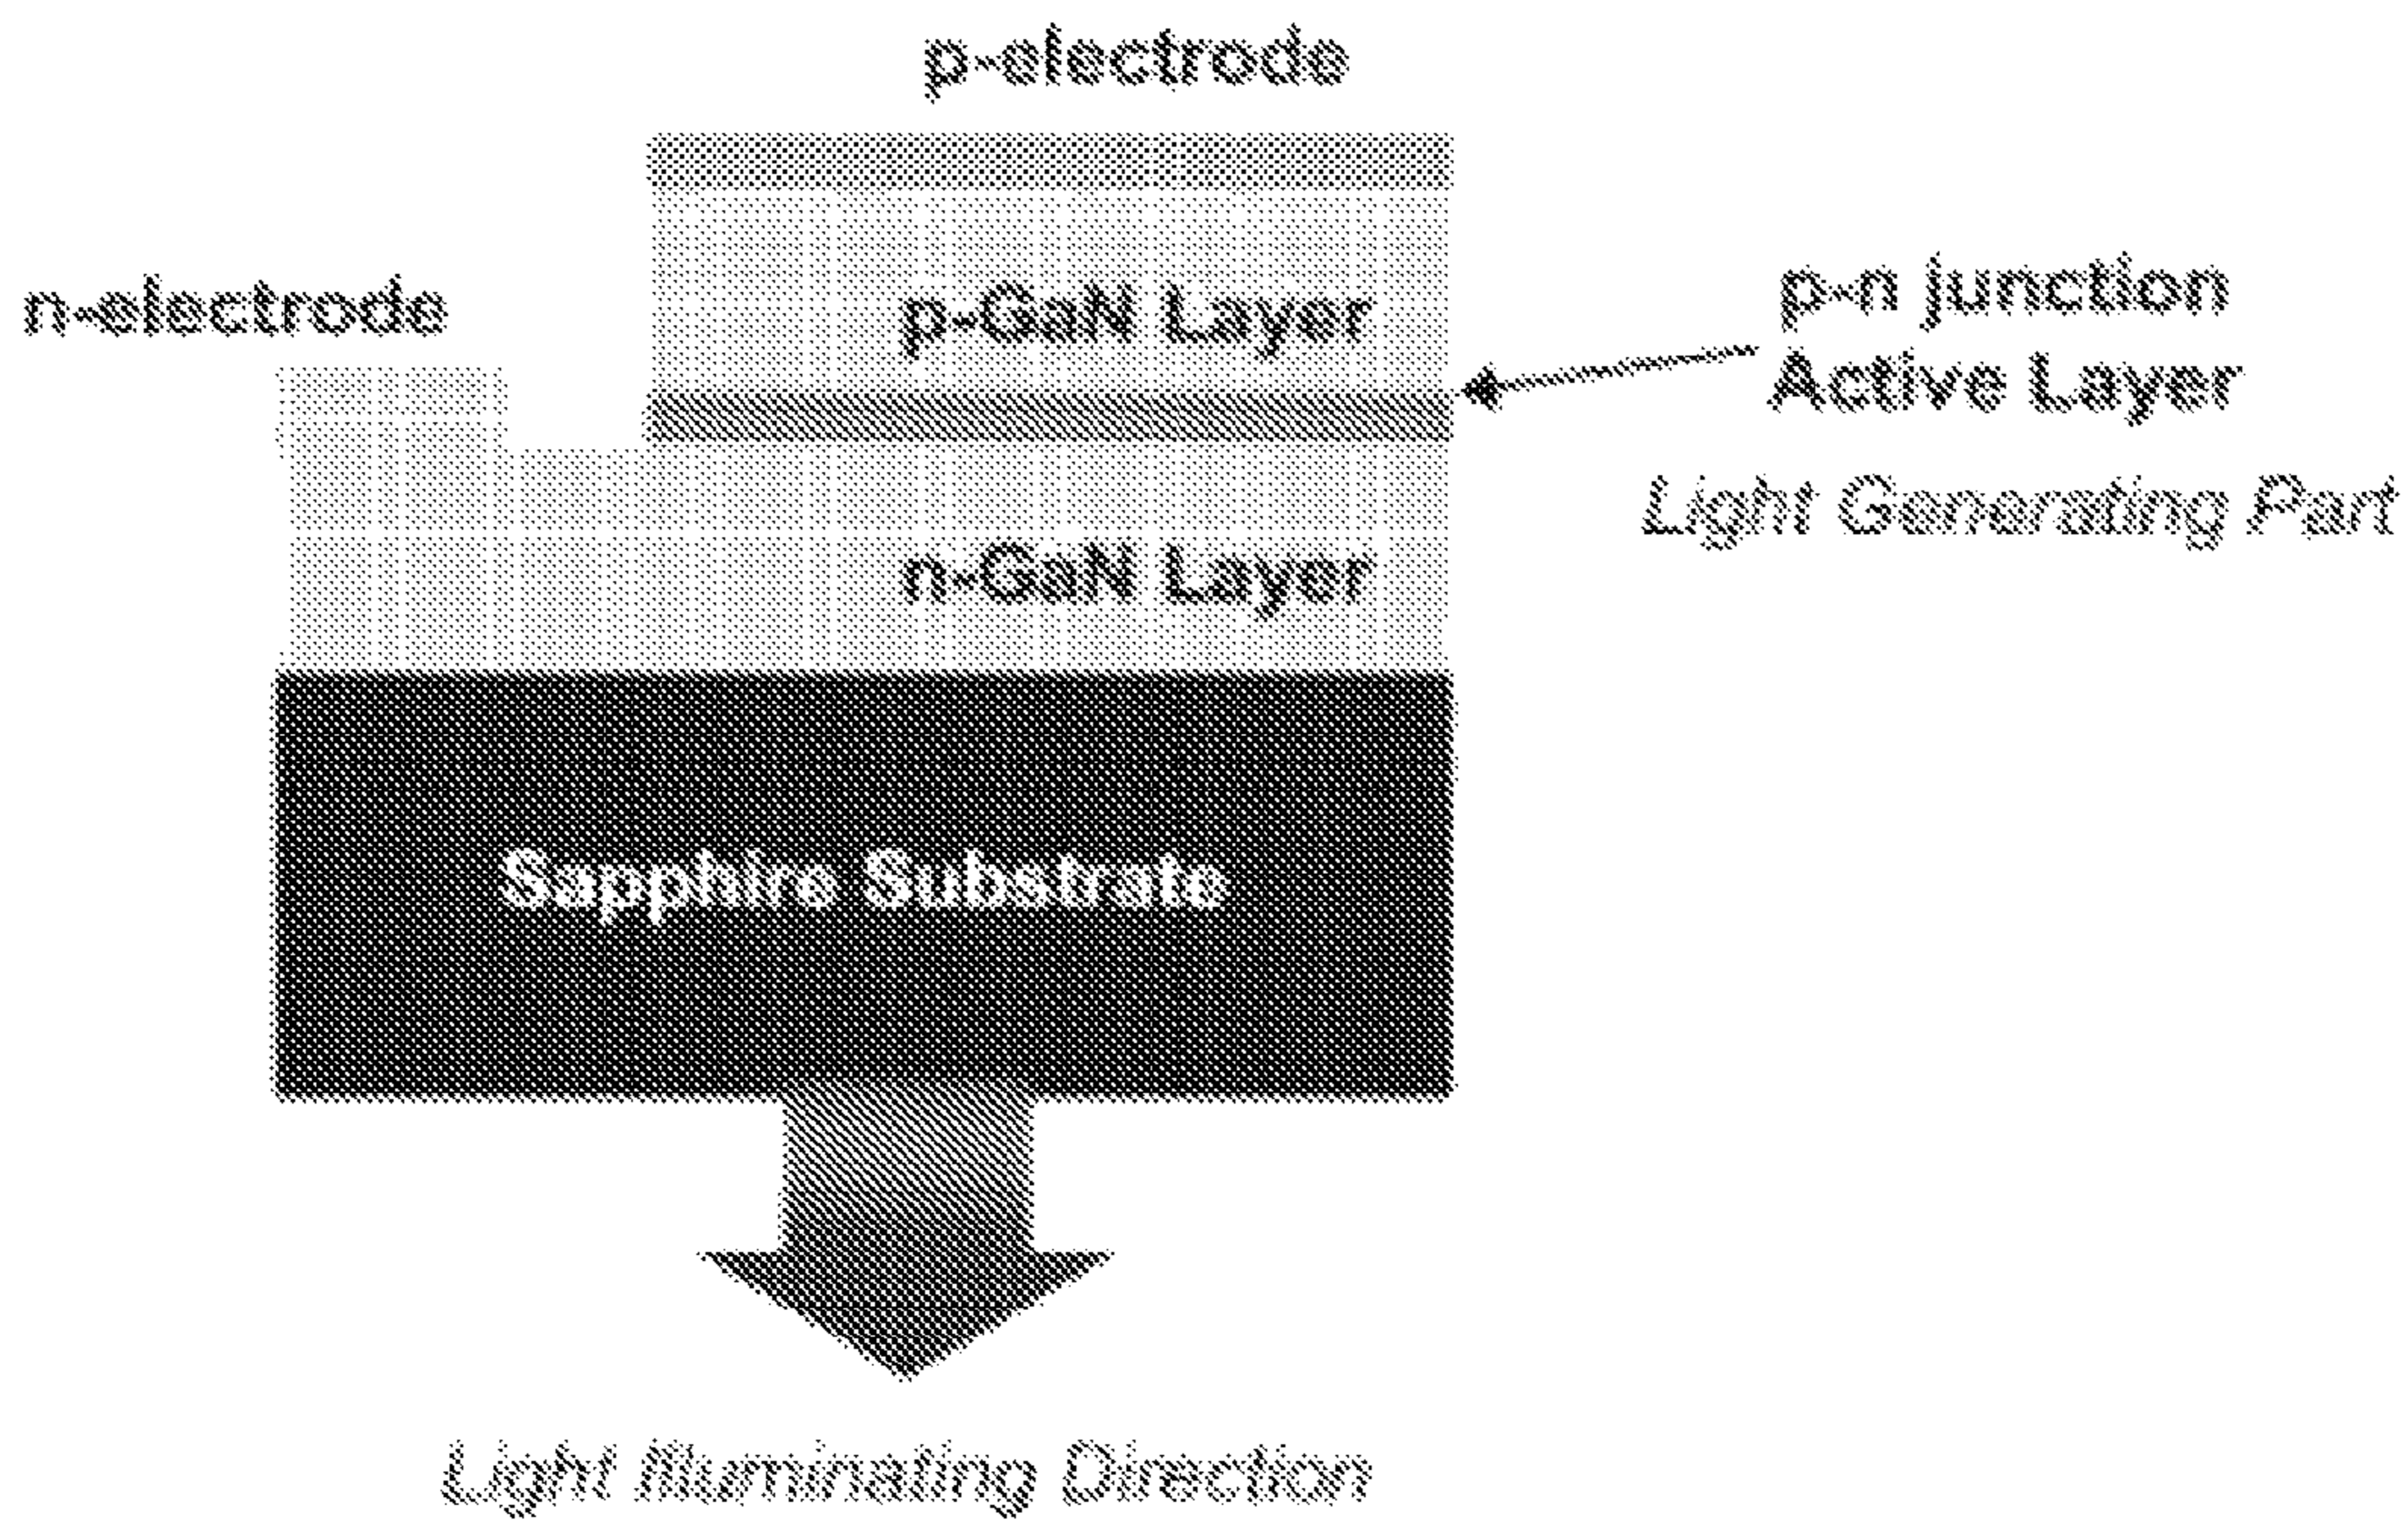 p-electrode
n-electrode
p-GaN Layer
p-n junction
Active Layer
Light Generating Part
n-GaN Layer
Sapphire Substrate
Light Illuminating Direction